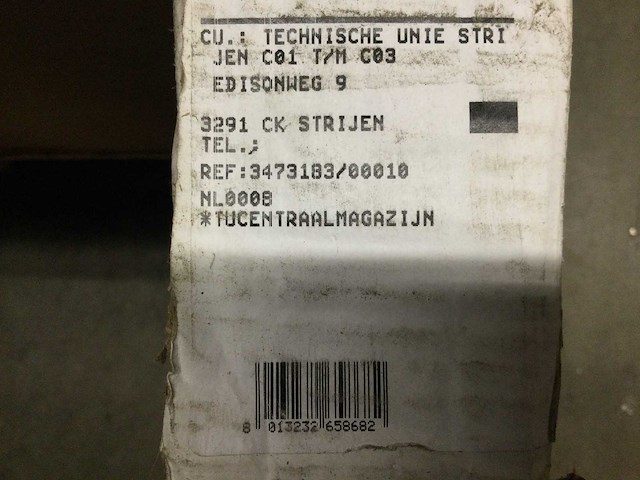 CU.: TECHNISCHE UNIE STRI
JEN C01 T/M C03
EDISONWEG 9
3291 CK STRIJEN
TEL.:
REF:3473183/00010
NL0008
*TUCENTRAALMAGAZIJN
8 013232 658682